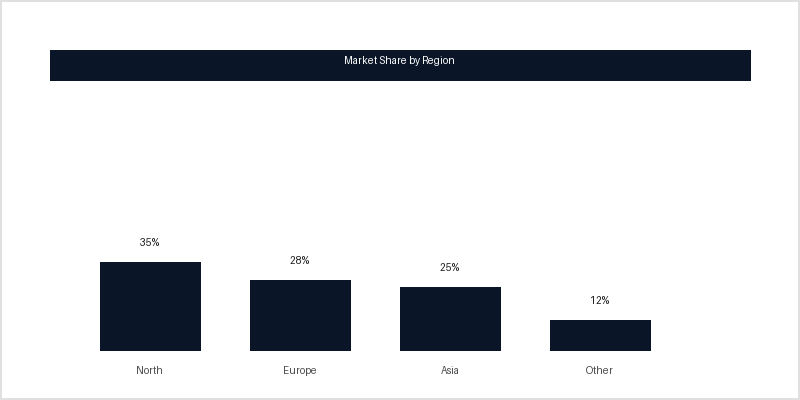 Market Share by Region
35%
28%
25%
12%
North
Europe
Asia
Other